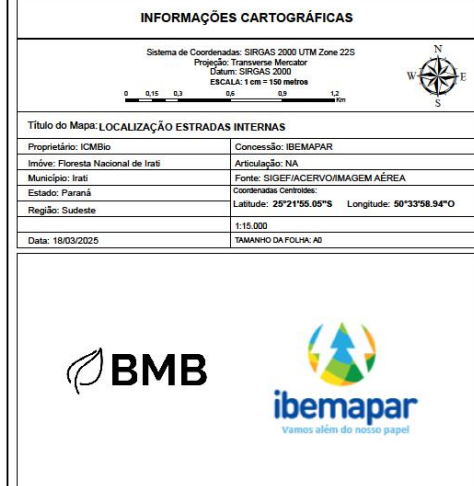 INFORMAÇÕES CARTOGRÁFICAS
Sistema de Coordenadas: SIRGAS 2000 UTM Zone 22S
Projeção: Transverse Mercator
Datum: SIRGAS 2000
ESCALA: 1 cm = 150 metros
0 0,15 0,3 0,6 0,9 1,2
Km
N
W E
S
Título do Mapa: LOCALIZAÇÃO ESTRADAS INTERNAS
Proprietário: ICMBio Concessão: IBEMAPAR
Imóve: Floresta Nacional de Irati Articulação: NA
Município: Irati Fonte: SIGEF/ACERVO/IMAGEM AÉREA
Estado: Paraná Coordenadas Centroides:
Latitude: 25°21'55.05"S Longitude: 50°33'58.94"O
Região: Sudeste
1:15.000
Data: 18/03/2025 TAMANHO DA FOLHA: A0
BMB
ibemapar
Vamos além do nosso papel